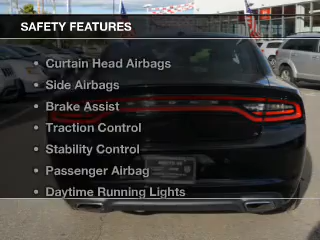 SAFETY FEATURES
• Curtain Head Airbags
• Side Airbags
• Brake Assist
• Traction Control
• Stability Control
• Passenger Airbag
• Daytime Running Lights